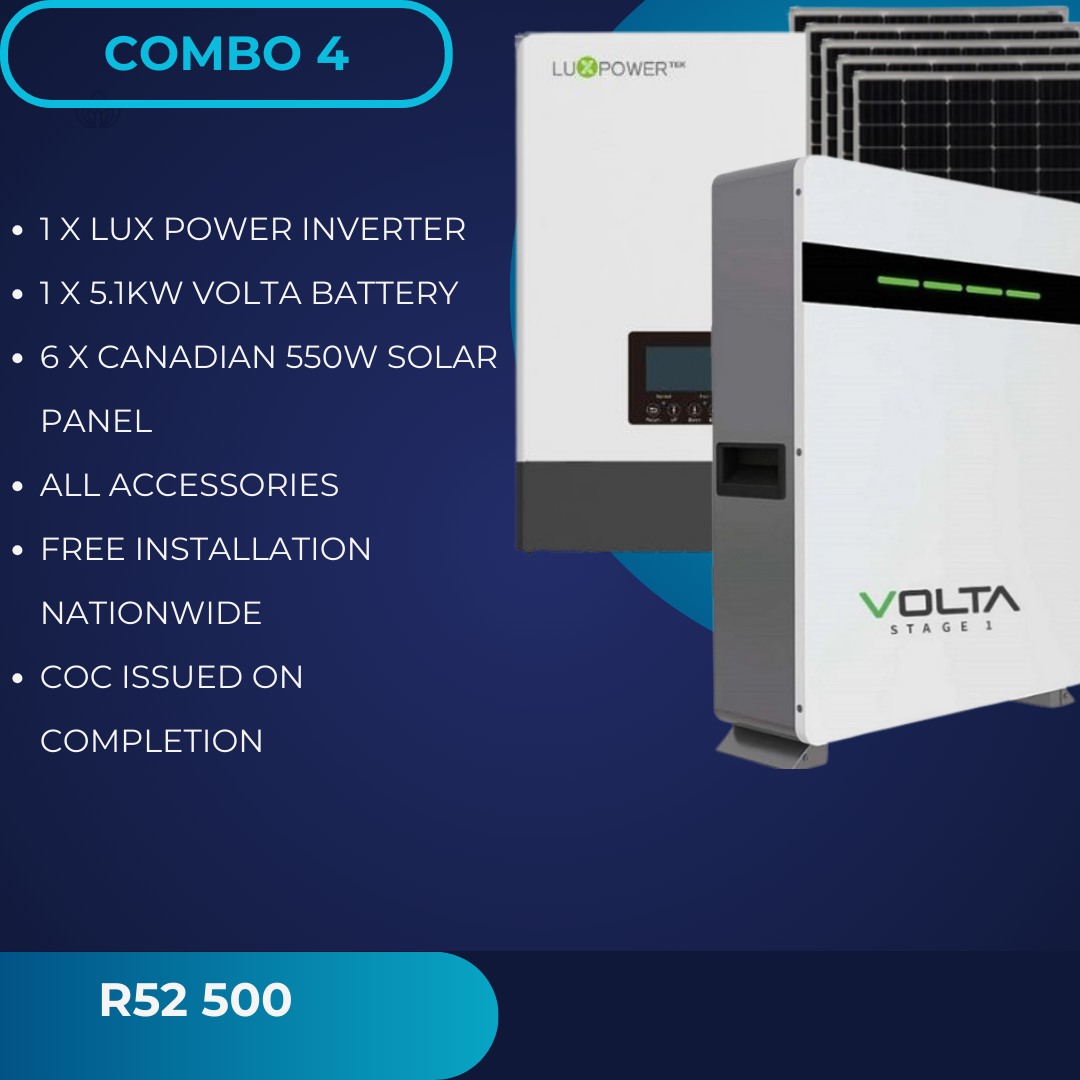 COMBO 4
LUXPOWERTEK
• 1 X LUX POWER INVERTER
• 1 X 5.1KW VOLTA BATTERY
• 6 X CANADIAN 550W SOLAR
PANEL
• ALL ACCESSORIES
• FREE INSTALLATION
NATIONWIDE
• COC ISSUED ON
COMPLETION
VOLTA
STAGE 1
R52 500